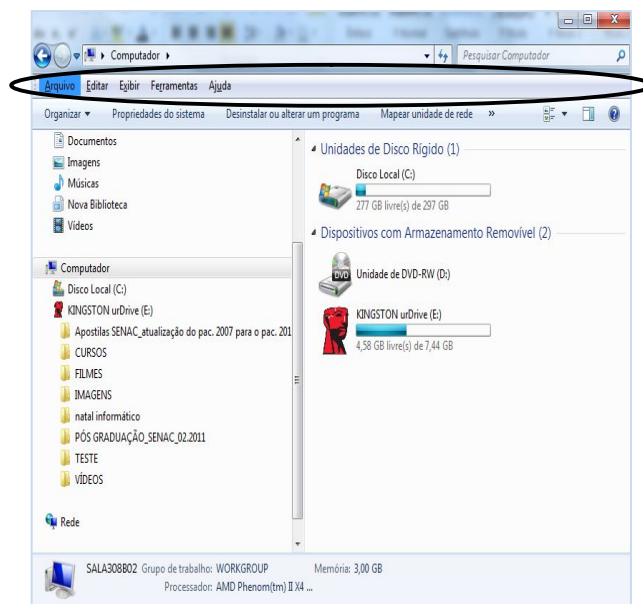 Computador
Pesquisar Computador
Arquivo Editar Exibir Ferramentas Ajuda
Organizar Propriedades do sistema Desinstalar ou alterar um programa Mapear unidade de rede »
Documentos
Imagens
Músicas
Nova Biblioteca
Vídeos
Computador
Disco Local (C:)
KINGSTON urDrive (E:)
Apostilas SENAC_atualização do pac. 2007 para o pac. 201
CURSOS
FILMES
IMAGENS
natal informático
PÓS GRADUAÇÃO_SENAC_02.2011
TESTE
VÍDEOS
Rede
Unidades de Disco Rígido (1)
Disco Local (C:)
277 GB livre(s) de 297 GB
Dispositivos com Armazenamento Removível (2)
DVD
Unidade de DVD-RW (D:)
KINGSTON urDrive (E:)
4,58 GB livre(s) de 7,44 GB
SALA308B02 Grupo de trabalho: WORKGROUP Memória: 3,00 GB
Processador: AMD Phenom(tm) II X4 ...